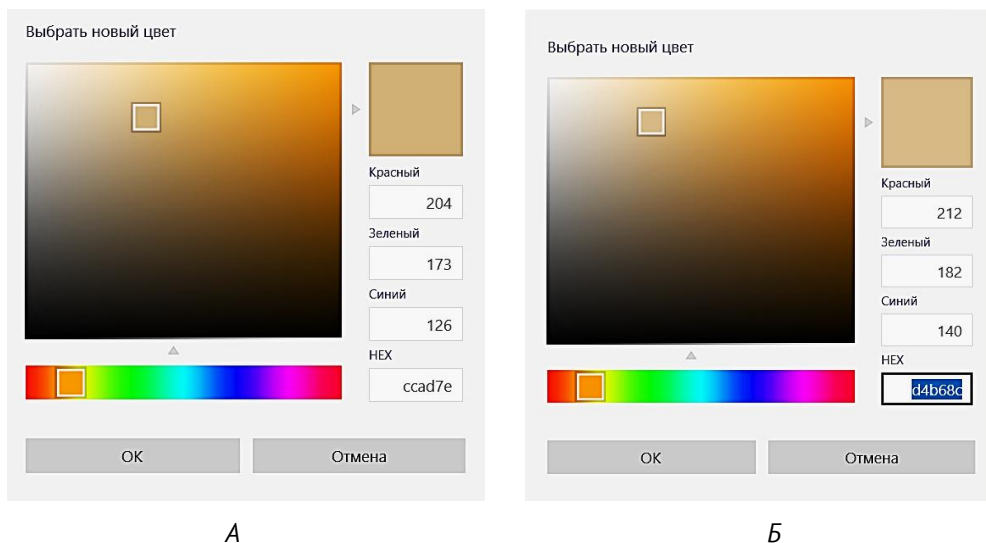 Выбрать новый цвет
Красный
204
Зеленый
173
Синий
126
HEX
ccad7e
OK
Отмена
А
Выбрать новый цвет
Красный
212
Зеленый
182
Синий
140
HEX
d4b68c
OK
Отмена
Б